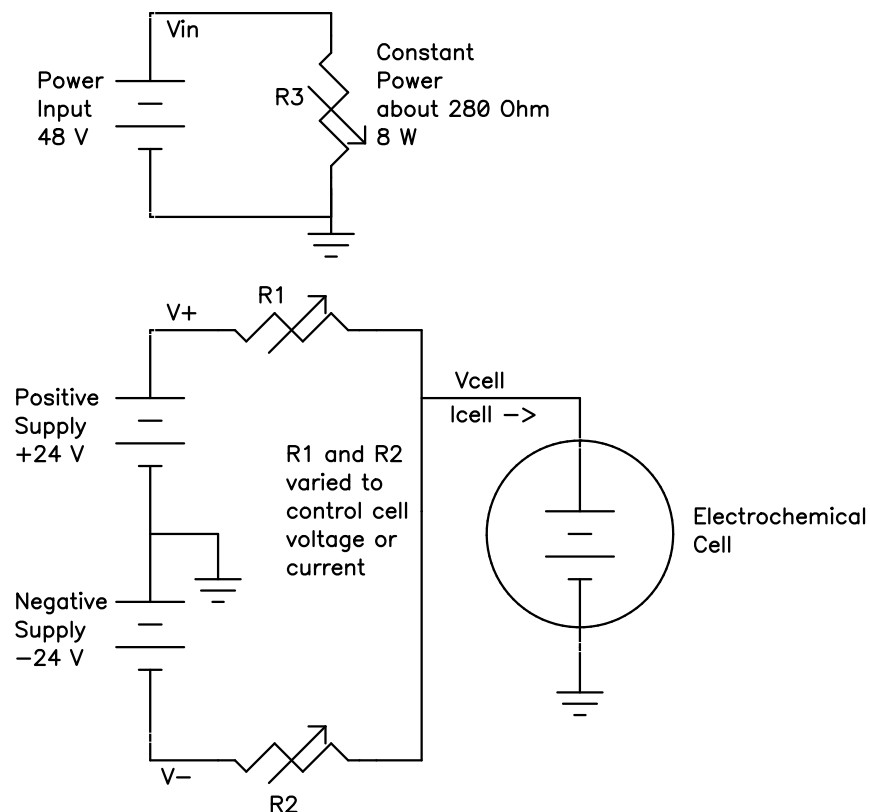 Vin
Power
Input
48 V
R3
Constant
Power
about 280 Ohm
8 W
R1
V+
Positive
Supply
+24 V
Vcell
Icell −>
R1 and R2
varied to
control cell
voltage or
current
Electrochemical
Cell
Negative
Supply
−24 V
V−
R2